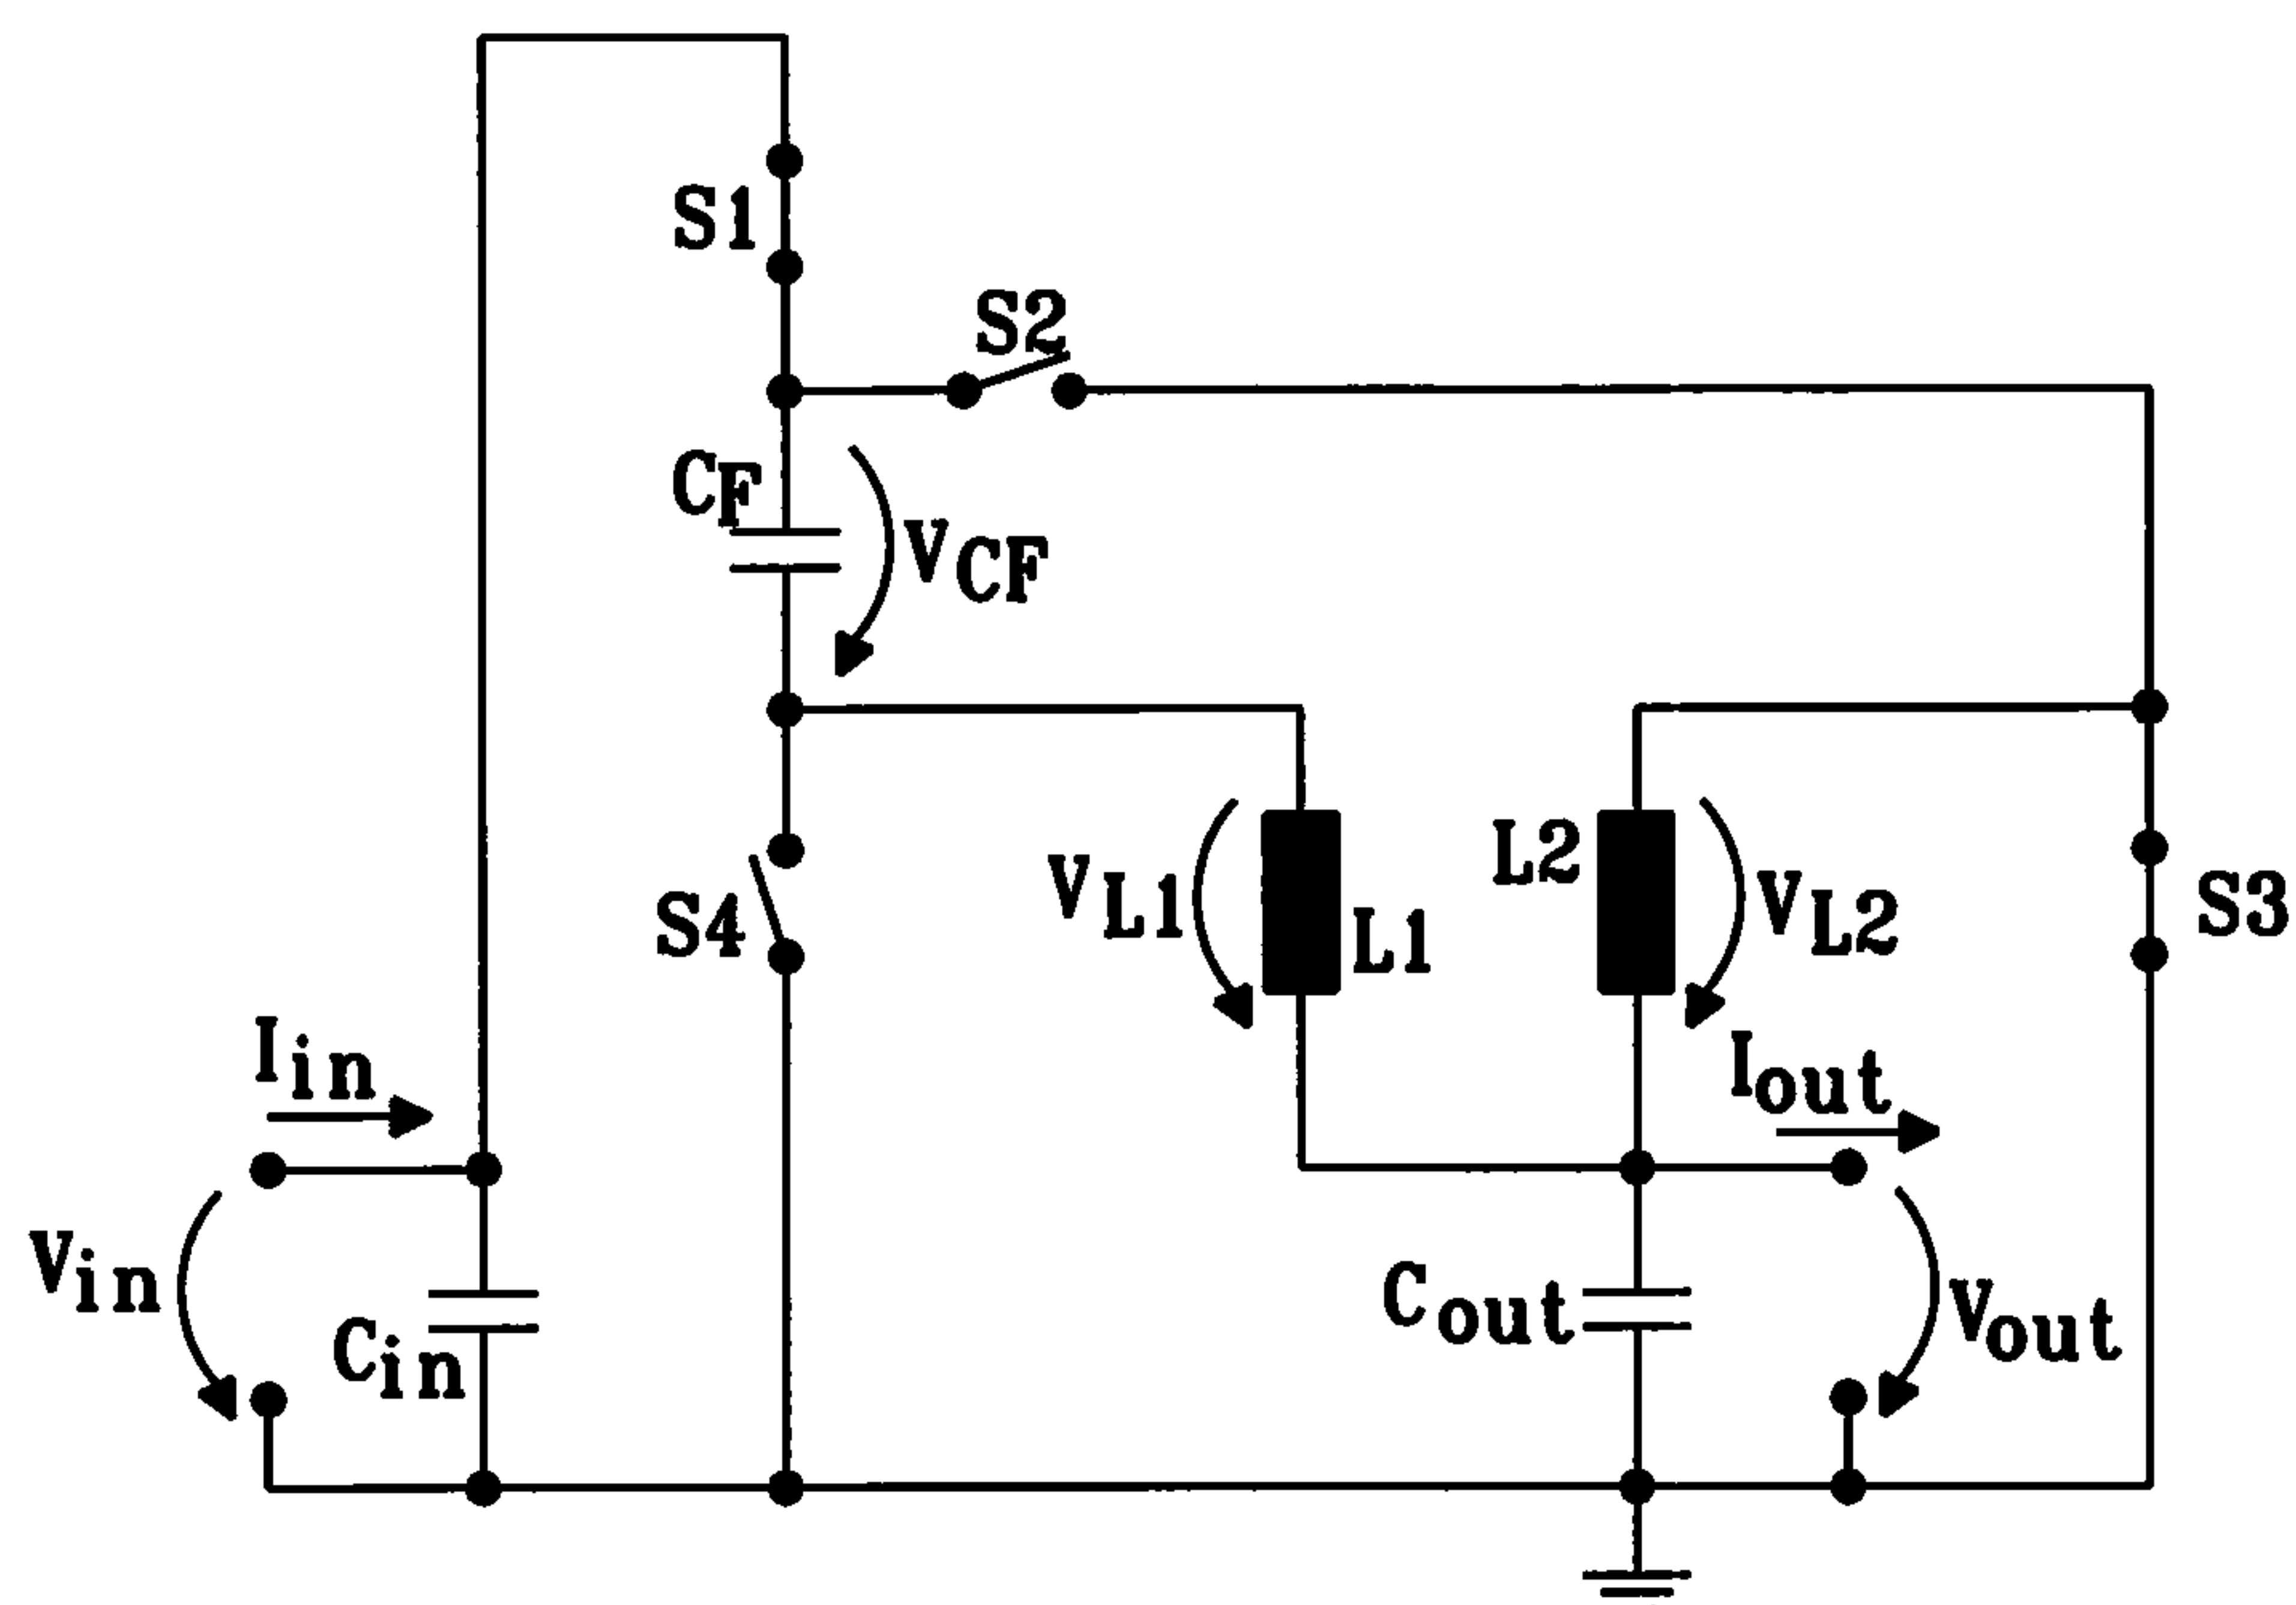 S1
S2
CF
VCF
L2
VL1
VL2
S3
S4
L1
Iin
Iout
Vin
Cout
Vout
Cin